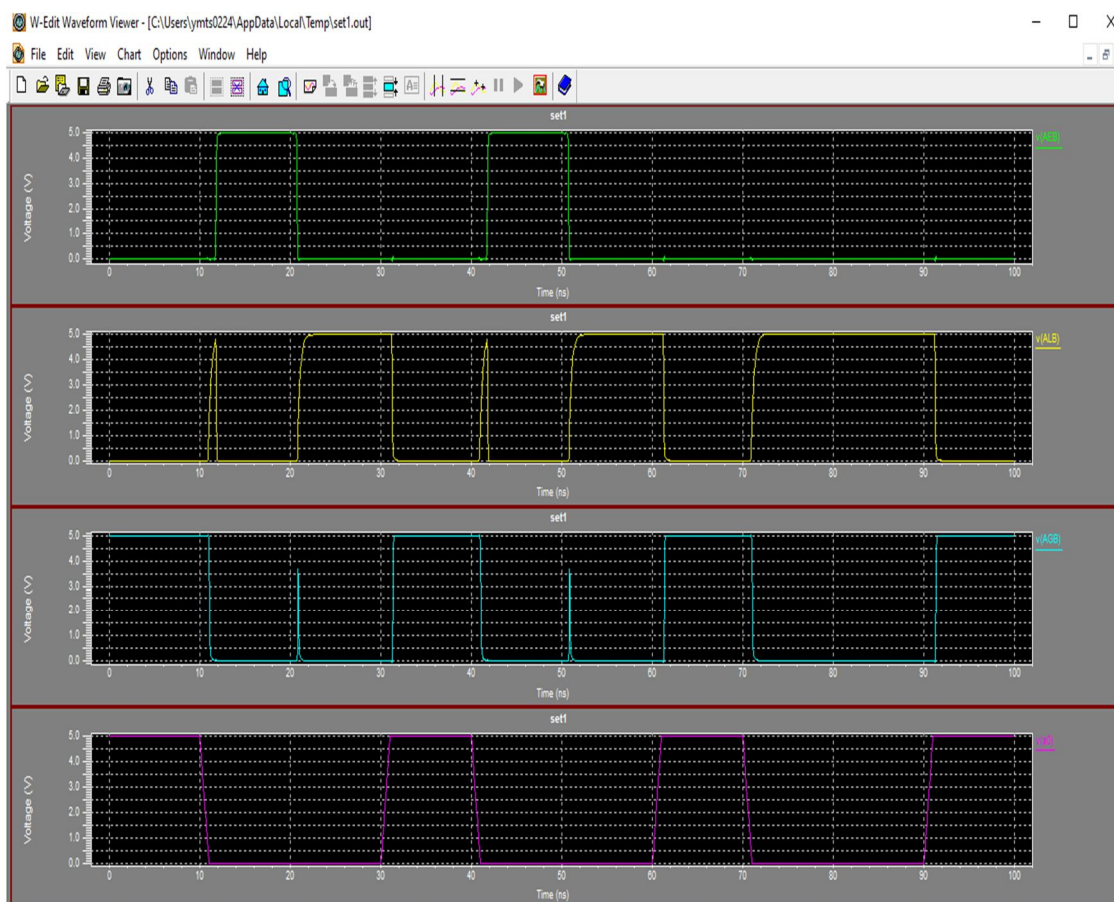 W-Edit Waveform Viewer - [C:\Users\ymts0224\AppData\Local\Temp\set1.out]
File Edit View Chart Options Window Help
set1
v(AEB)
Voltage (V)
5.0
4.0
3.0
2.0
1.0
0.0
0 10 20 30 40 50 60 70 80 90 100
Time (ns)
set1
v(ALB)
Voltage (V)
5.0
4.0
3.0
2.0
1.0
0.0
0 10 20 30 40 50 60 70 80 90 100
Time (ns)
set1
v(AGB)
Voltage (V)
5.0
4.0
3.0
2.0
1.0
0.0
0 10 20 30 40 50 60 70 80 90 100
Time (ns)
set1
Voltage (V)
5.0
4.0
3.0
2.0
1.0
0.0
0 10 20 30 40 50 60 70 80 90 100
Time (ns)